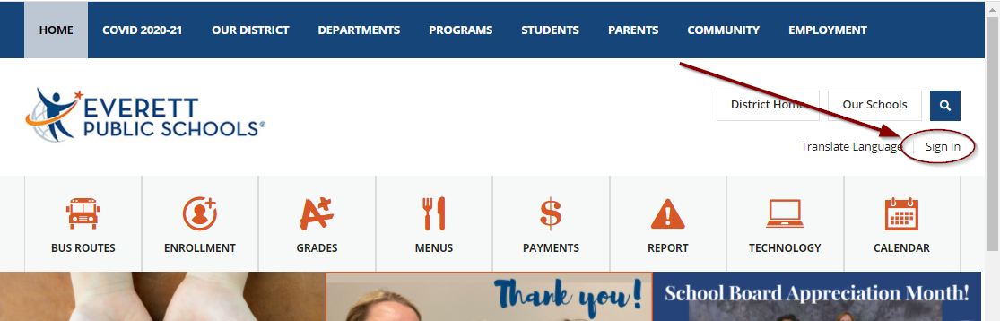 HOME COVID 2020-21 OUR DISTRICT DEPARTMENTS PROGRAMS STUDENTS PARENTS COMMUNITY EMPLOYMENT
EVERETT
PUBLIC SCHOOLS®
District Home Our Schools
Translate Language Sign In
BUS ROUTES ENROLLMENT GRADES MENUS PAYMENTS REPORT TECHNOLOGY CALENDAR
Thank you!
School Board Appreciation Month!